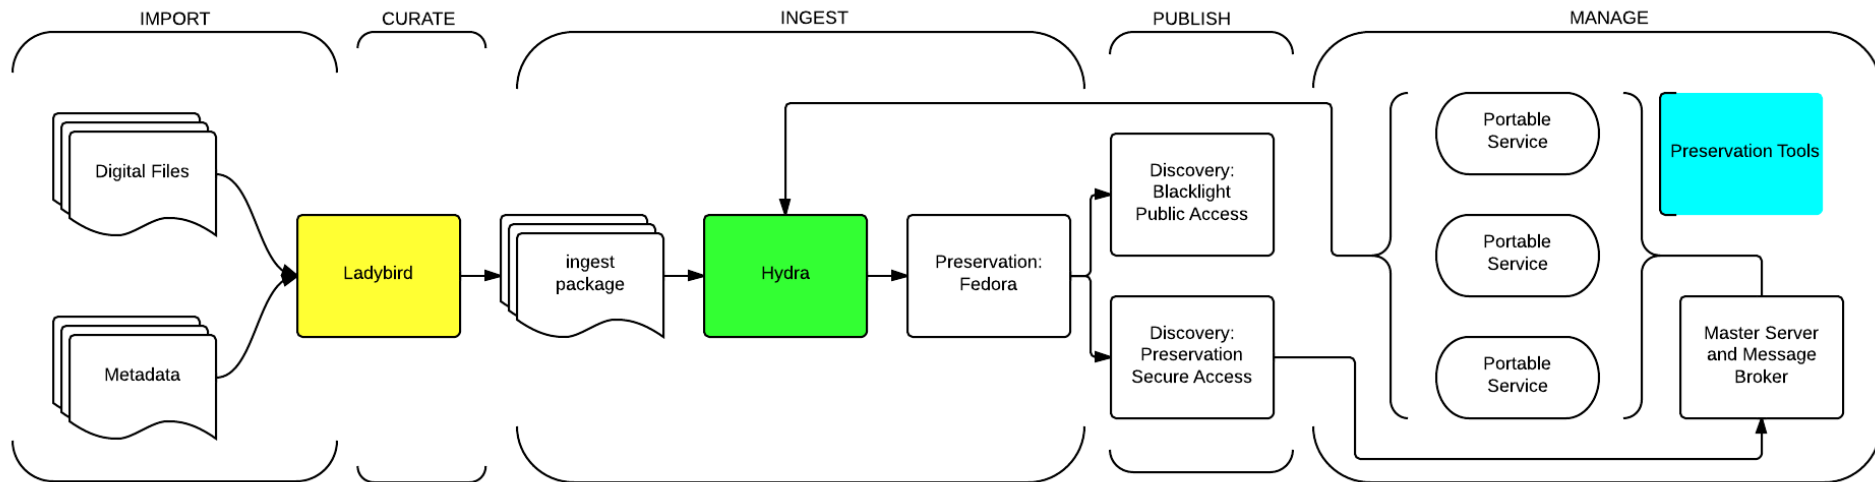 IMPORT
CURATE
INGEST
PUBLISH
MANAGE
Digital Files
Metadata
Ladybird
ingest
package
Hydra
Preservation:
Fedora
Discovery:
Blacklight
Public Access
Discovery:
Preservation
Secure Access
Portable
Service
Portable
Service
Portable
Service
Preservation Tools
Master Server
and Message
Broker